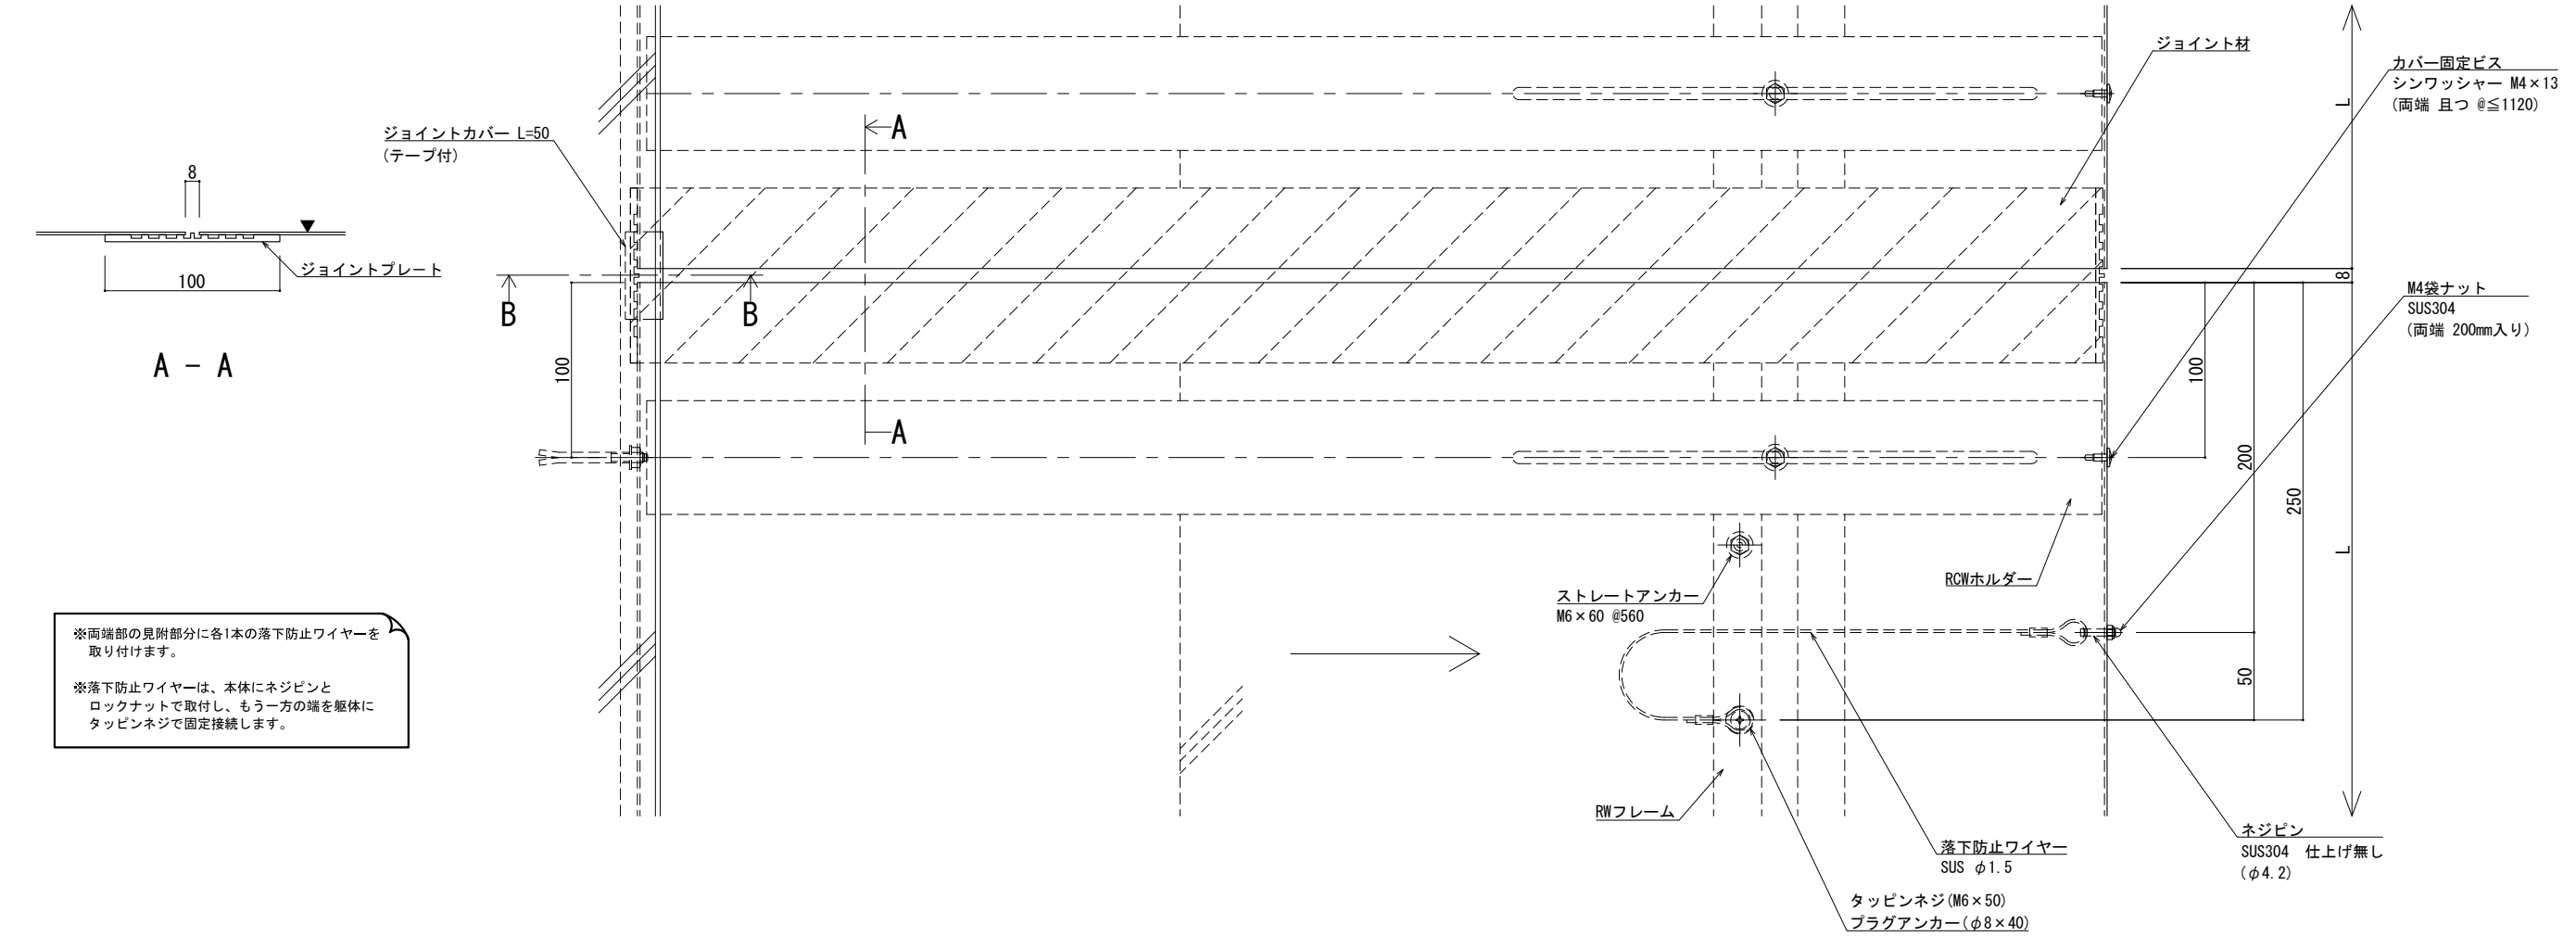 ジョイント材
カバー固定ビス
シンワッシャー M4×13
(両端 且つ @≦1120)
L
ジョイントカバー L=50
(テープ付)
A
8
ジョイントプレート
100
A － A
B
B
8
M4袋ナット
SUS304
(両端 200mm入り)
100
100
A
200
250
L
RCWホルダー
ストレートアンカー
M6×60 @560
※両端部の見附部分に各1本の落下防止ワイヤーを
取り付けます。
※落下防止ワイヤーは、本体にネジピンと
ロックナットで取付し、もう一方の端を躯体に
タッピンネジで固定接続します。
50
RWフレーム
落下防止ワイヤー
SUS φ1.5
ネジピン
SUS304 仕上げ無し
(φ4.2)
タッピンネジ(M6×50)
プラグアンカー(φ8×40)